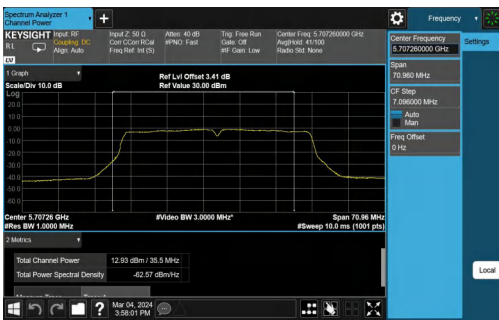 Spectrum Analyzer 1
Channel Power
+
Frequency
KEYSIGHT
Input: RF
Coupling: DC
Align: Auto
Input Z: 50 Ω
Corr CCorr RCal
Freq Ref: Int (S)
Atten: 40 dB
#PNO: Fast
Trig: Free Run
Gate: Off
#IF Gain: Low
Center Freq: 5.707260000 GHz
Avg|Hold: 41/100
Radio Std: None
R L
Center Frequency
5.707260000 GHz
Settings
Span
70.960 MHz
CF Step
7.096000 MHz
Auto
Man
Freq Offset
0 Hz
1 Graph
Scale/Div 10.0 dB
Ref Lvl Offset 3.41 dB
Ref Value 30.00 dBm
Log
20.0
10.0
0.00
-10.0
-20.0
-30.0
-40.0
-50.0
-60.0
Center 5.70726 GHz
#Res BW 1.0000 MHz
#Video BW 3.0000 MHz*
Span 70.96 MHz
#Sweep 10.0 ms (1001 pts)
2 Metrics
Total Channel Power
12.93 dBm / 35.5 MHz
Total Power Spectral Density
-62.57 dBm/Hz
Local
?
Mar 04, 2024
3:58:01 PM